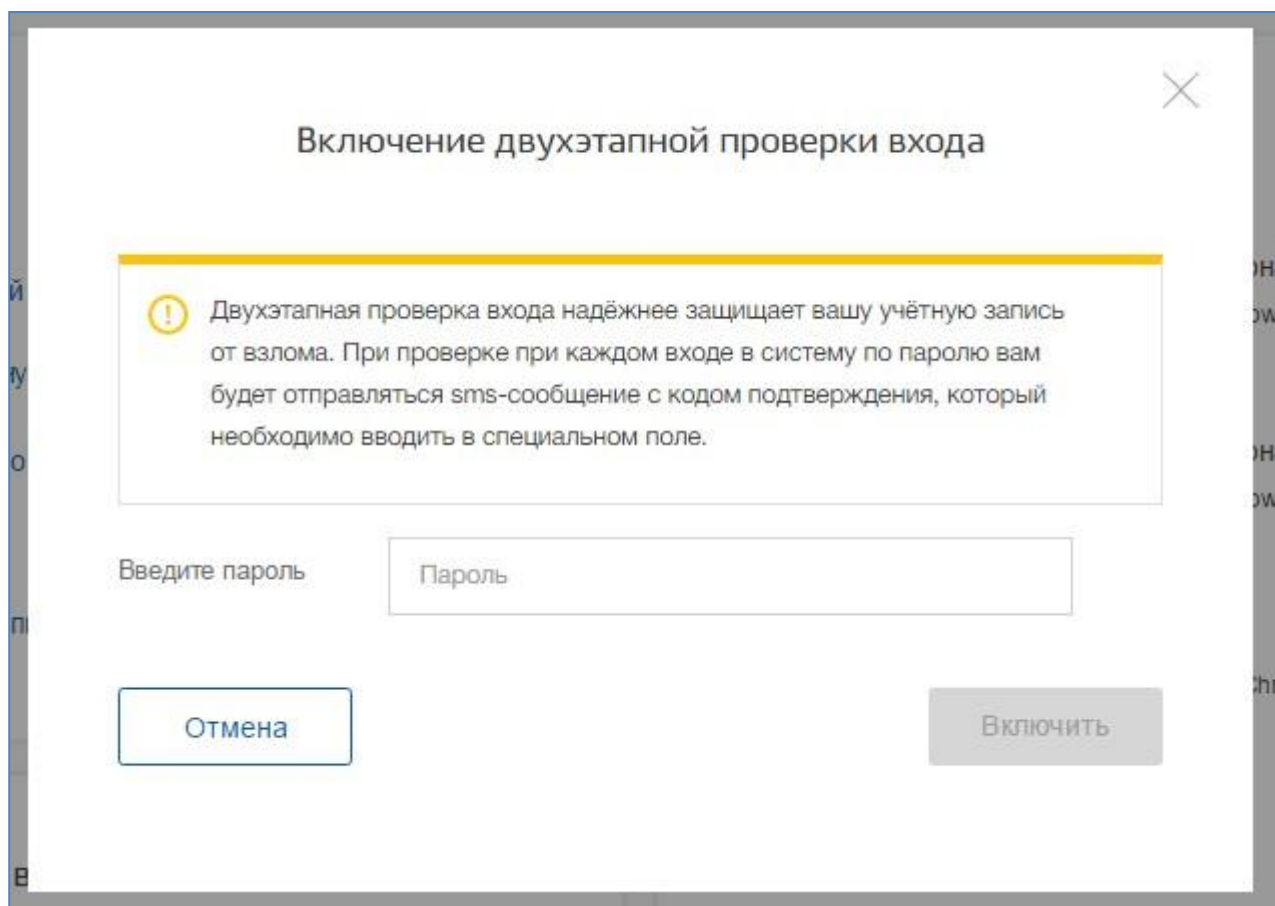 Включение двухэтапной проверки входа
Двухэтапная проверка входа надёжнее защищает вашу учётную запись
от взлома. При проверке при каждом входе в систему по паролю вам
будет отправляться sms-сообщение с кодом подтверждения, который
необходимо вводить в специальном поле.
Введите пароль
Пароль
Отмена
Включить